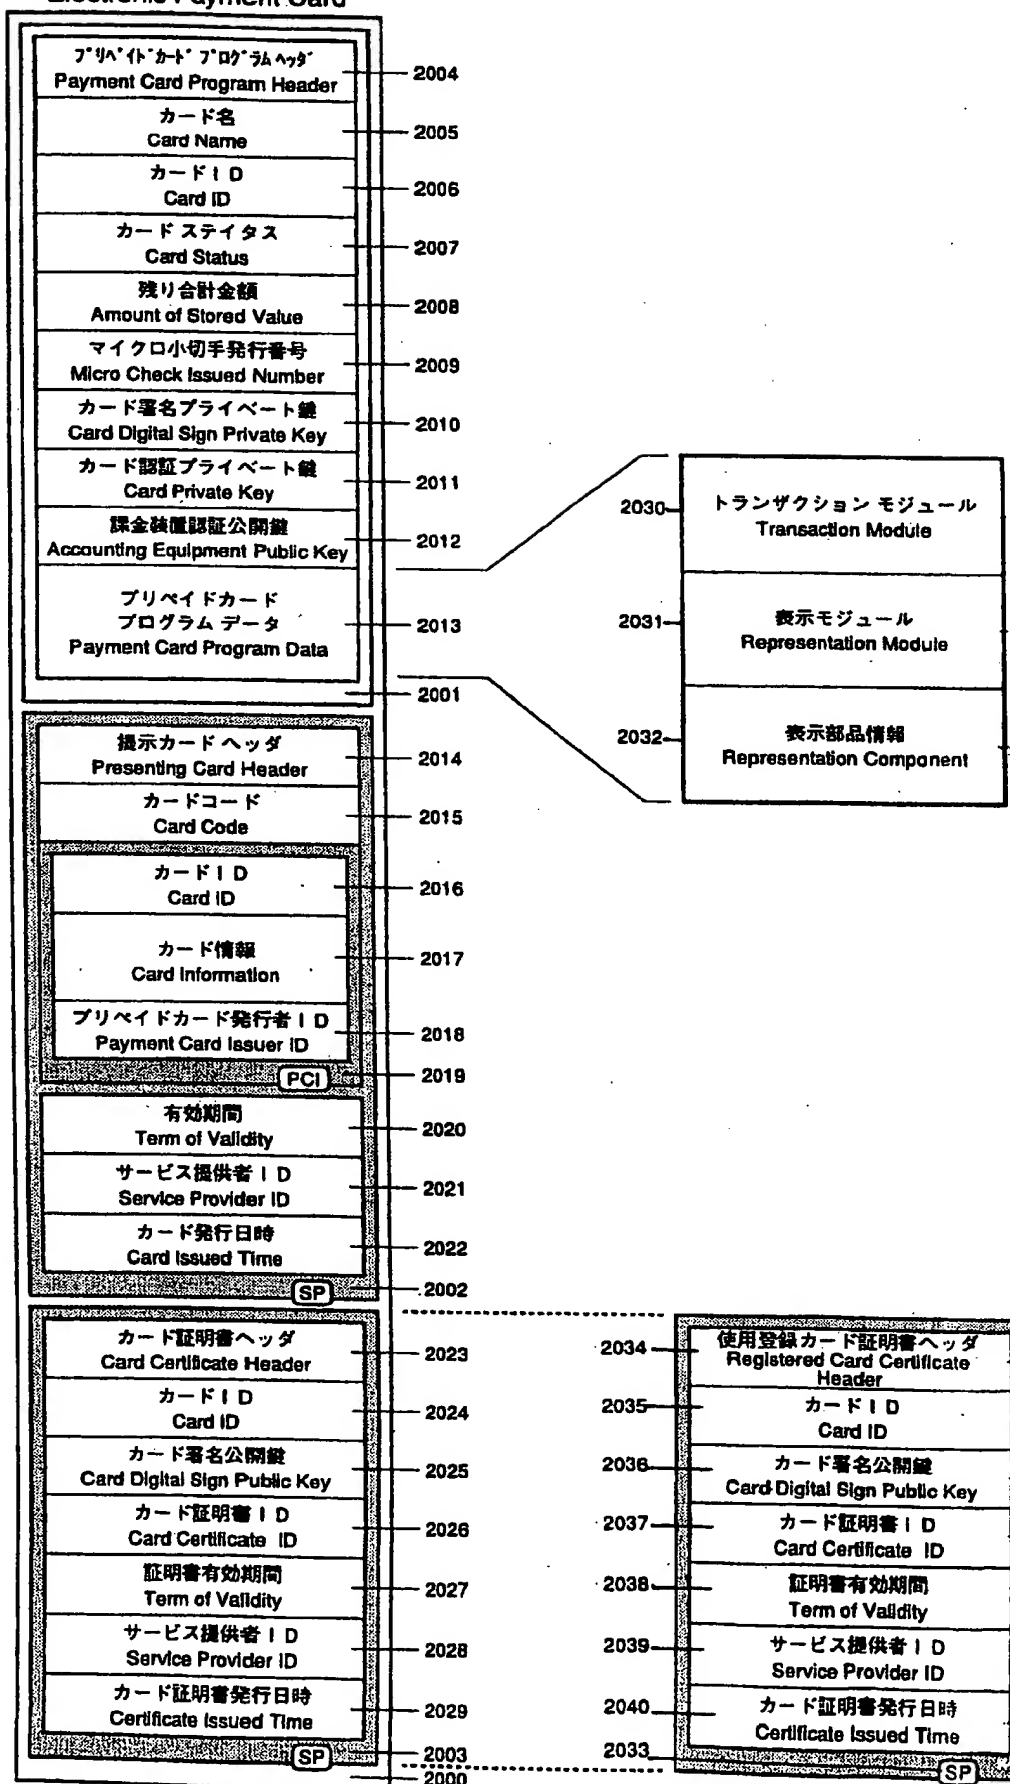 Electronic Payment Card
プリペイドカード プログラムヘッダ
Payment Card Program Header
2004
カード名
Card Name
2005
カードID
Card ID
2006
カード ステイタス
Card Status
2007
残り合計金額
Amount of Stored Value
2008
マイクロ小切手発行番号
Micro Check Issued Number
2009
カード署名プライベート鍵
Card Digital Sign Private Key
2010
カード認証プライベート鍵
Card Private Key
2011
課金装置認証公開鍵
Accounting Equipment Public Key
2012
プリペイドカード
プログラム データ
Payment Card Program Data
2013
2001
2030
トランザクション モジュール
Transaction Module
2031
表示モジュール
Representation Module
2032
表示部品情報
Representation Component
提示カード ヘッダ
Presenting Card Header
2014
カードコード
Card Code
2015
カードID
Card ID
2016
カード情報
Card Information
2017
プリペイドカード発行者ID
Payment Card Issuer ID
2018
PCI
2019
有効期間
Term of Validity
2020
サービス提供者ID
Service Provider ID
2021
カード発行日時
Card Issued Time
2022
SP
2002
カード証明書ヘッダ
Card Certificate Header
2023
カードID
Card ID
2024
カード署名公開鍵
Card Digital Sign Public Key
2025
カード証明書ID
Card Certificate ID
2026
証明書有効期間
Term of Validity
2027
サービス提供者ID
Service Provider ID
2028
カード証明書発行日時
Certificate Issued Time
2029
SP
2003
2000
2034
使用登録カード証明書ヘッダ
Registered Card Certificate
Header
2035
カードID
Card ID
2036
カード署名公開鍵
Card Digital Sign Public Key
2037
カード証明書ID
Card Certificate ID
2038
証明書有効期間
Term of Validity
2039
サービス提供者ID
Service Provider ID
2040
カード証明書発行日時
Certificate Issued Time
2033
SP